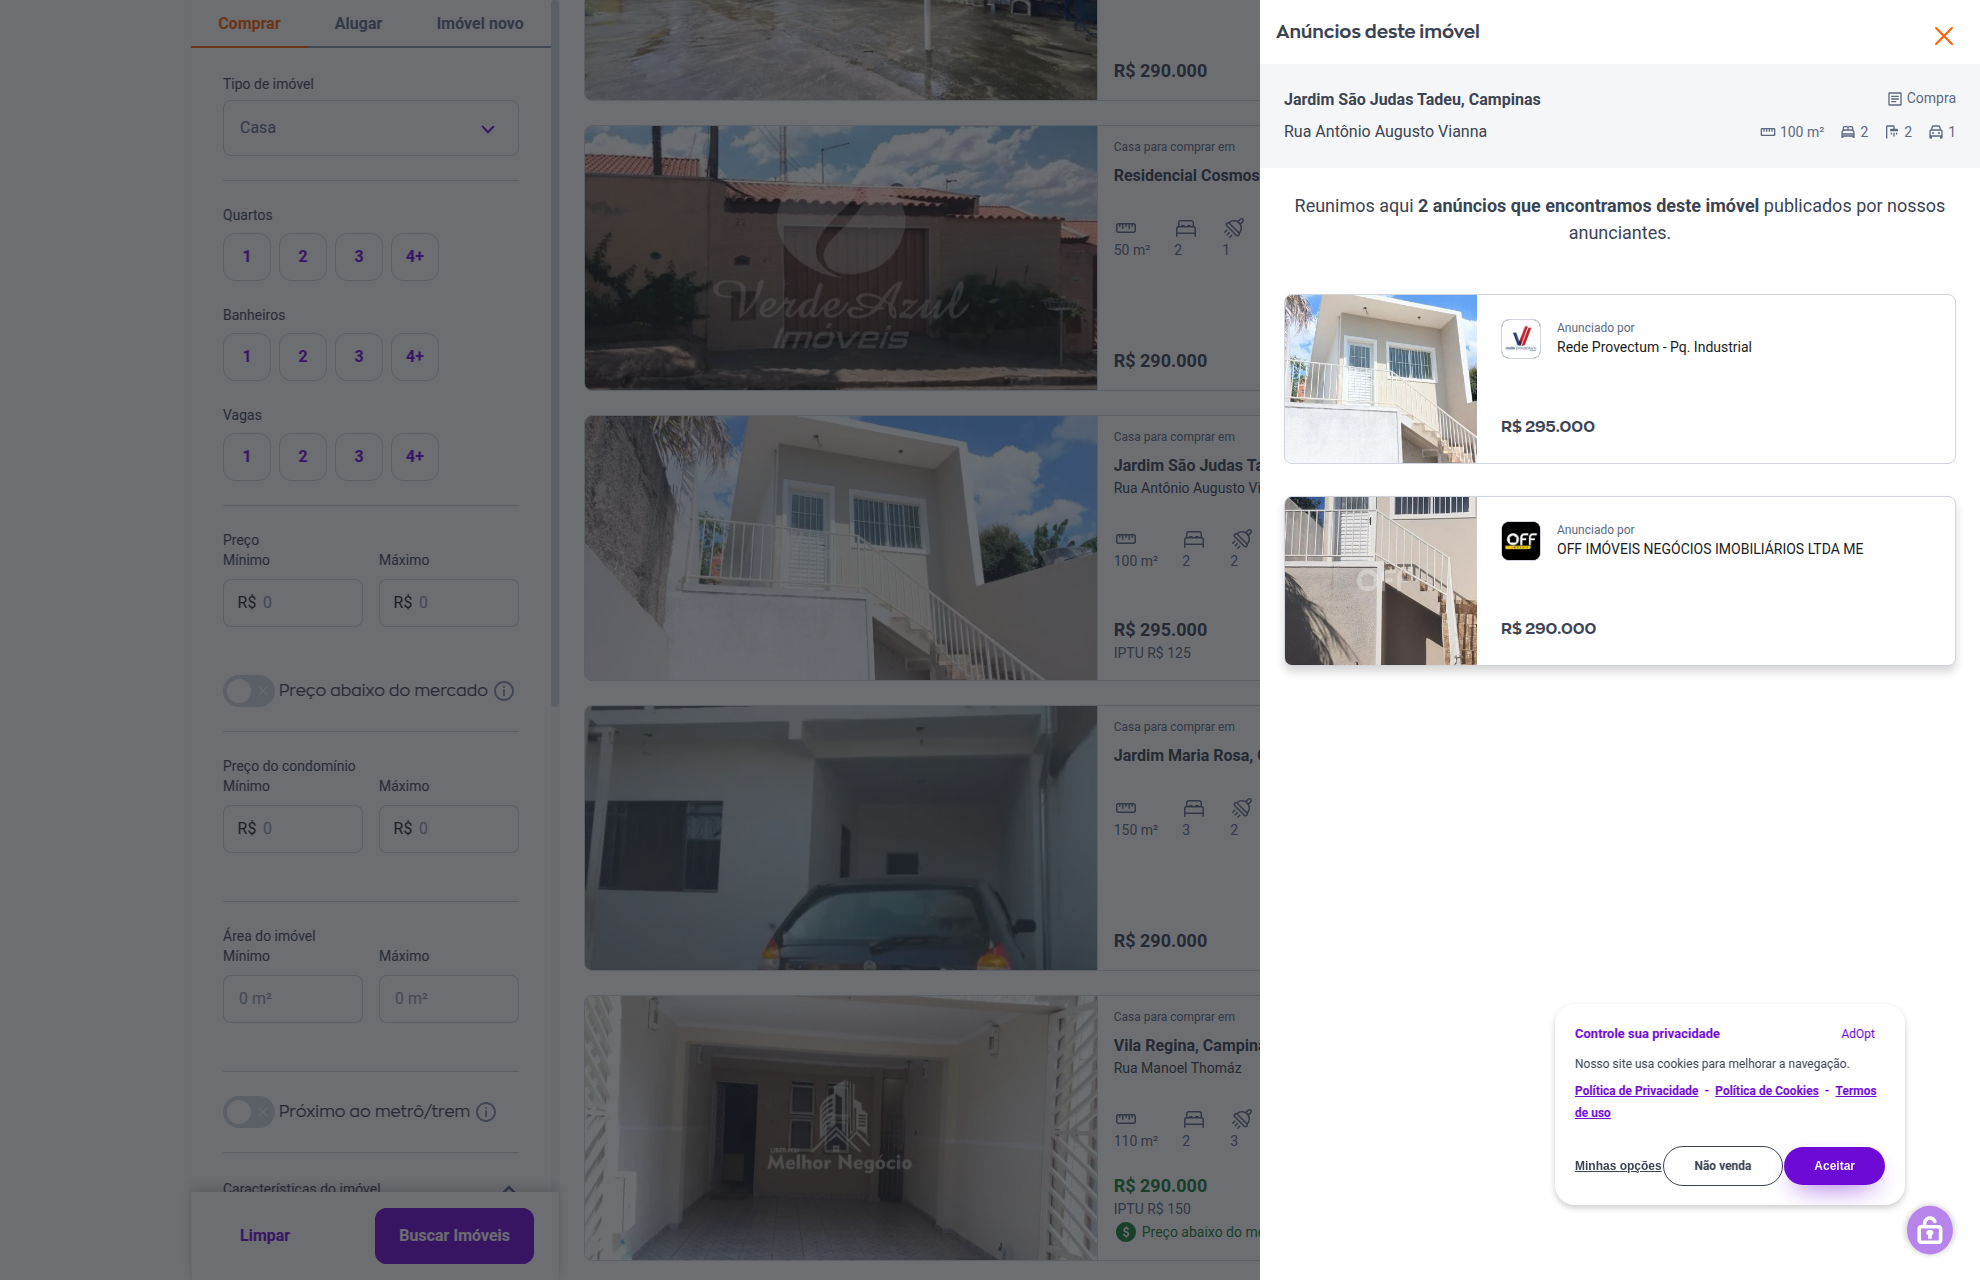 Comprar
Alugar
Imóvel novo
Tipo de imóvel
Casa
Quartos
1
2
3
4+
Banheiros
1
2
3
4+
Vagas
1
2
3
4+
Preço
Mínimo
Máximo
R$ 0
R$ 0
Preço abaixo do mercado
Preço do condomínio
Mínimo
Máximo
R$ 0
R$ 0
Área do imóvel
Mínimo
Máximo
0 m²
0 m²
Próximo ao metrô/trem
Características do imóvel
Limpar
Buscar Imóveis
R$ 290.000
VerdeAzul
Imóveis
Casa para comprar em
Residencial Cosmos
50 m²
2
1
R$ 290.000
Casa para comprar em
Jardim São Judas Ta
Rua Antônio Augusto Vi
100 m²
2
2
R$ 295.000
IPTU R$ 125
Casa para comprar em
Jardim Maria Rosa,
150 m²
3
2
R$ 290.000
Melhor Negócio
Casa para comprar em
Vila Regina, Campin
Rua Manoel Thomáz
110 m²
2
3
R$ 290.000
IPTU R$ 150
Preço abaixo do me
Anúncios deste imóvel
Jardim São Judas Tadeu, Campinas
Compra
Rua Antônio Augusto Vianna
100 m²
2
2
1
Reunimos aqui 2 anúncios que encontramos deste imóvel publicados por nossos
anunciantes.
Anunciado por
Rede Provectum - Pq. Industrial
R$ 295.000
OFF
Anunciado por
OFF IMÓVEIS NEGÓCIOS IMOBILIÁRIOS LTDA ME
R$ 290.000
Controle sua privacidade
AdOpt
Nosso site usa cookies para melhorar a navegação.
Política de Privacidade - Política de Cookies - Termos
de uso
Minhas opções
Não venda
Aceitar